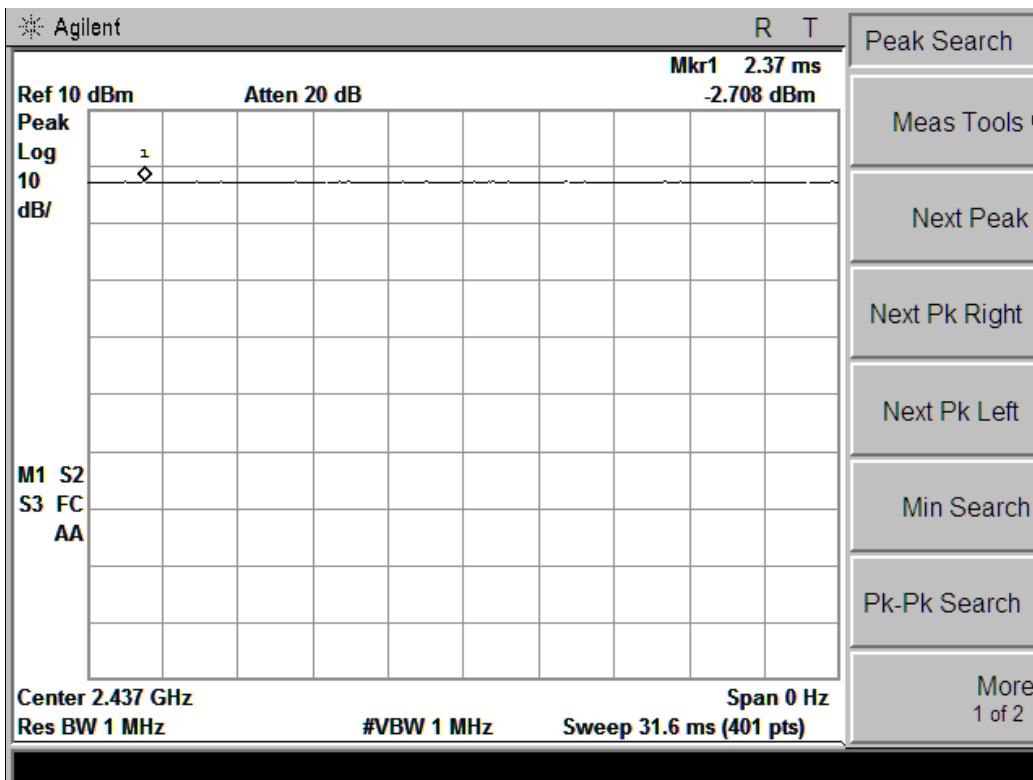 Agilent R T
Peak Search
Mkr1 2.37 ms
Ref 10 dBm Atten 20 dB -2.708 dBm
Peak
Log
10
dB/
1
M1 S2
S3 FC
AA
Center 2.437 GHz Span 0 Hz
Res BW 1 MHz #VBW 1 MHz Sweep 31.6 ms (401 pts)
Meas Tools
Next Peak
Next Pk Right
Next Pk Left
Min Search
Pk-Pk Search
More
1 of 2